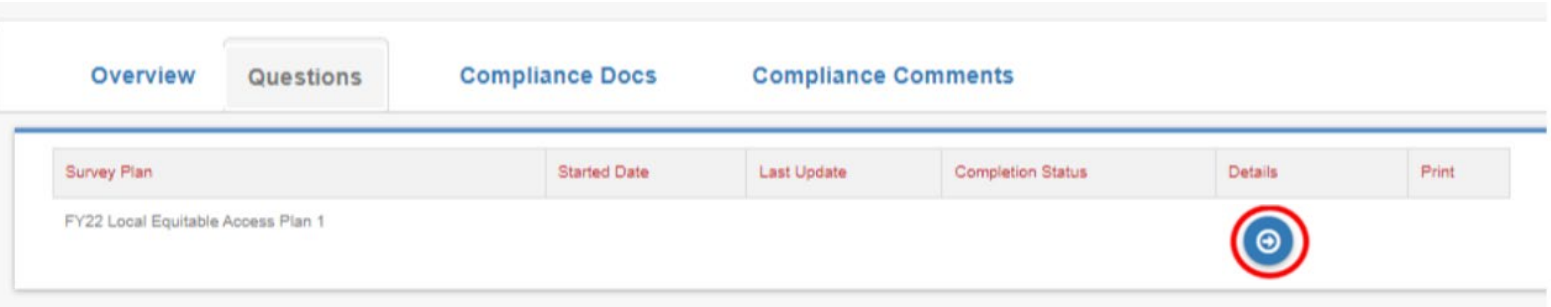 Overview Questions Compliance Docs Compliance Comments
Survey Plan Started Date Last Update Completion Status Details Print
FY22 Local Equitable Access Plan 1